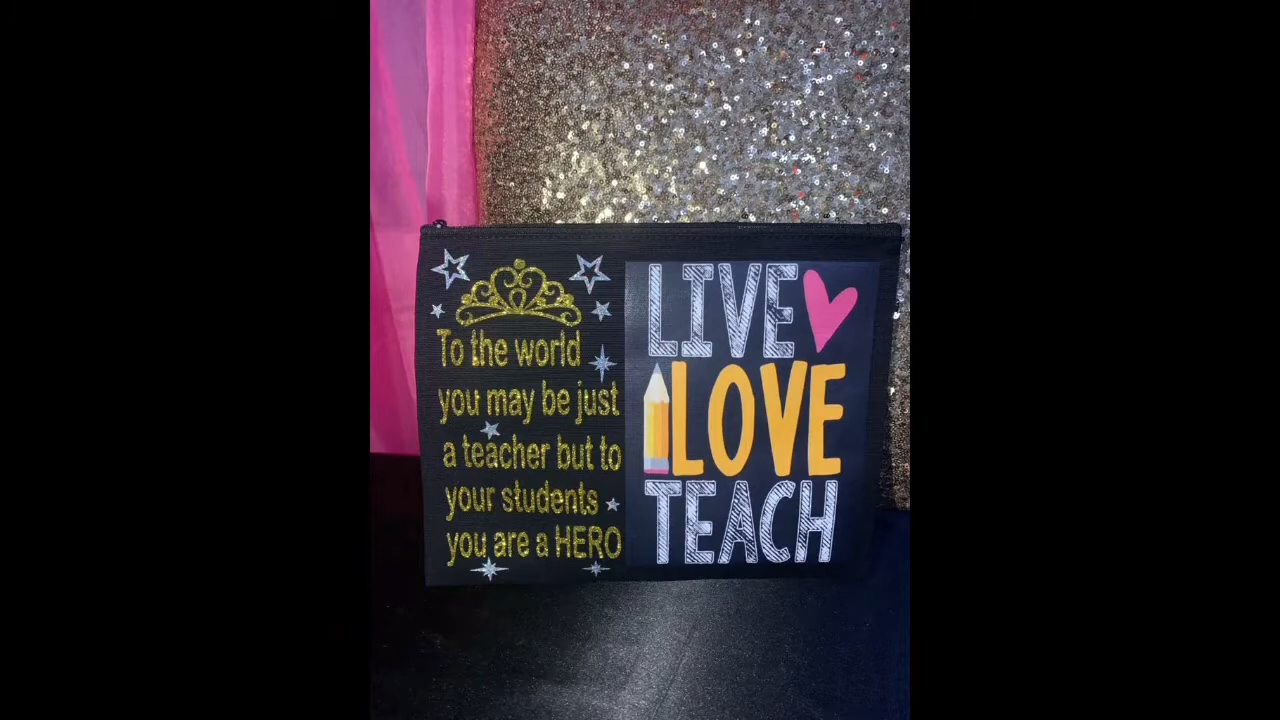 To the world
you may be just
a teacher but to
your students
you are a HERO
LIVE
LOVE
TEACH